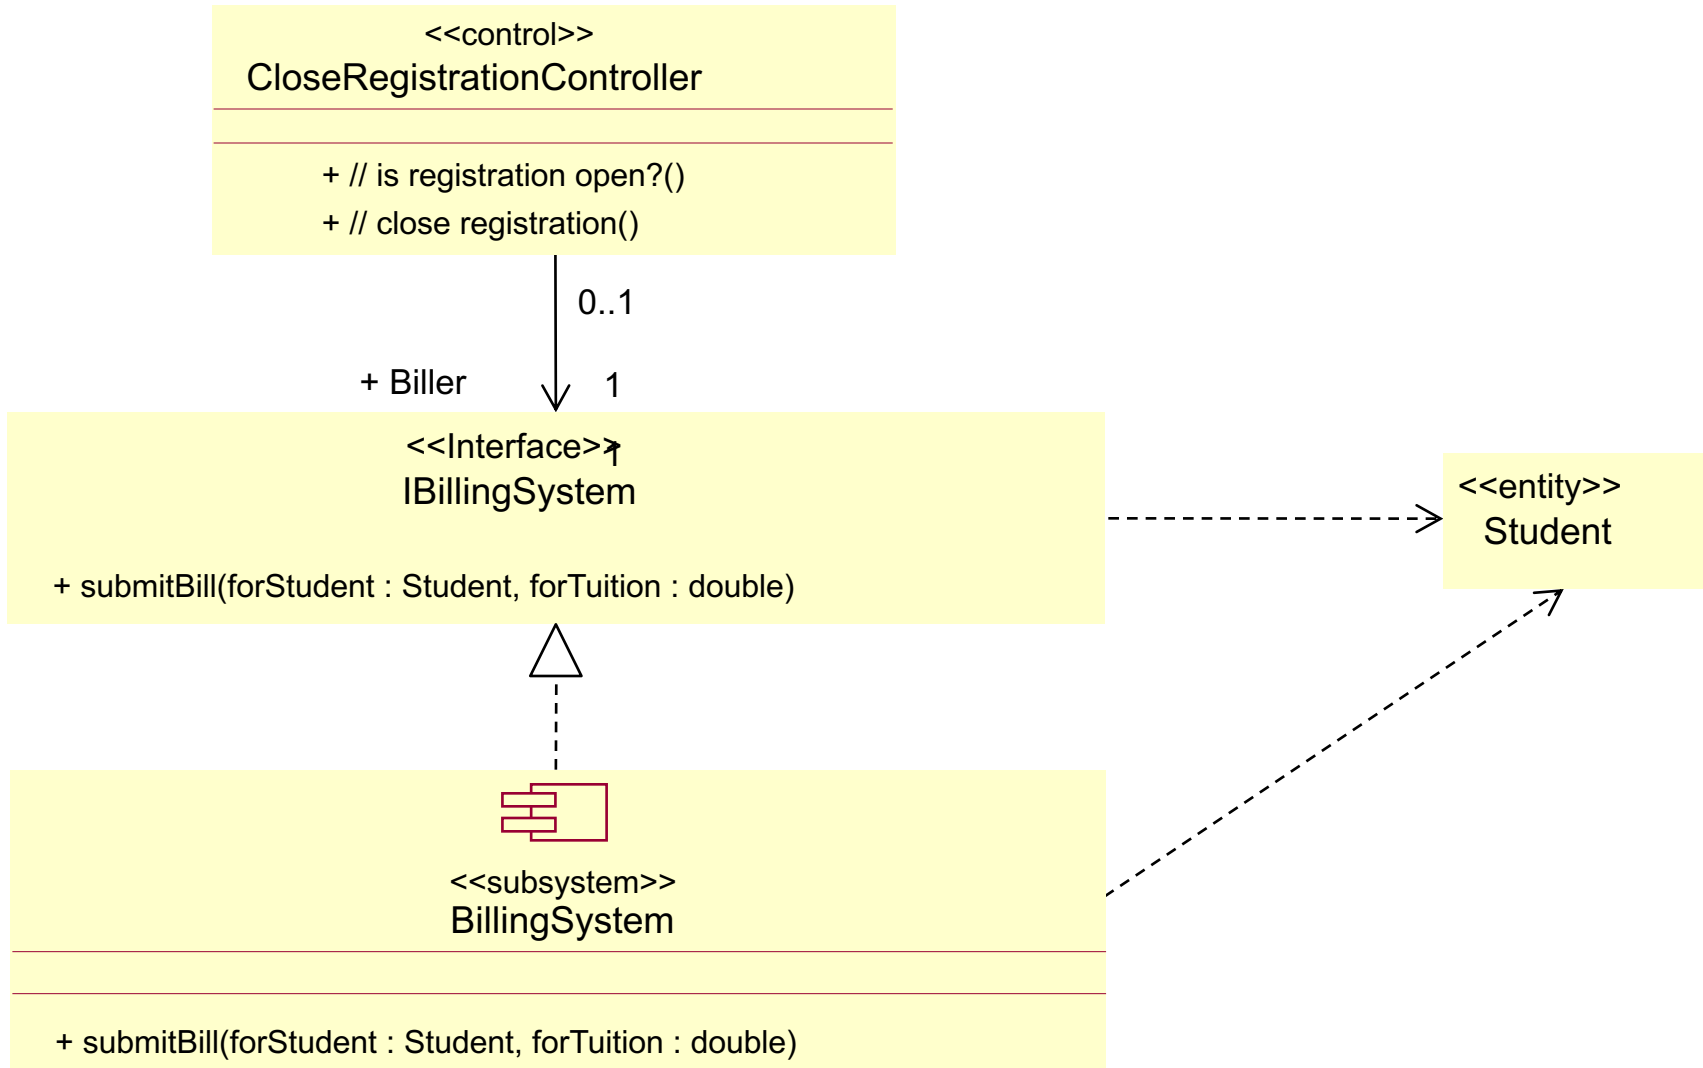 <<control>>
CloseRegistrationController
+ // is registration open?()
+ // close registration()
0..1
+ Biller
1
<<Interface>>
1
IBillingSystem
+ submitBill(forStudent : Student, forTuition : double)
<<entity>>
Student
<<subsystem>>
BillingSystem
+ submitBill(forStudent : Student, forTuition : double)